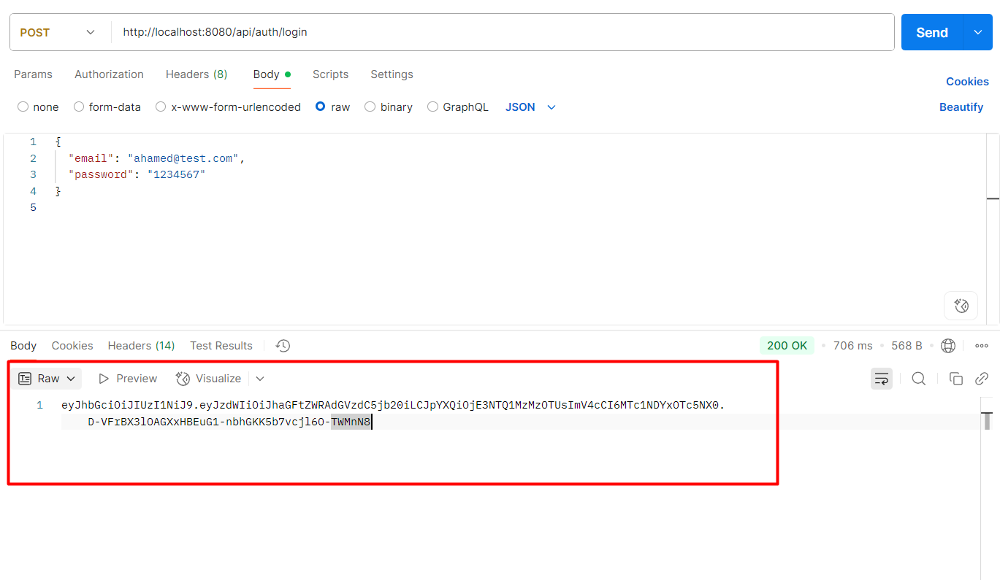 POST http://localhost:8080/api/auth/login Send
Params Authorization Headers (8) Body Scripts Settings Cookies
none form-data x-www-form-urlencoded raw binary GraphQL JSON Beautify
1 {
2 "email": "ahamed@test.com",
3 "password": "1234567"
4 }
5
Body Cookies Headers (14) Test Results 200 OK 706 ms 568 B
Raw Preview Visualize
1 eyJhbGciOiJIUzI1NiJ9.eyJzdWIiOiJhaGFtZWRAdGVzdC5jb20iLCJpYXQiOjE3NTQ1MzMzOTUsImV4cCI6MTc1NDYxOTc5NX0.
D-VFrBX3lOAGXxHBEuG1-nbhGKK5b7vcjl6O-TWMnN8